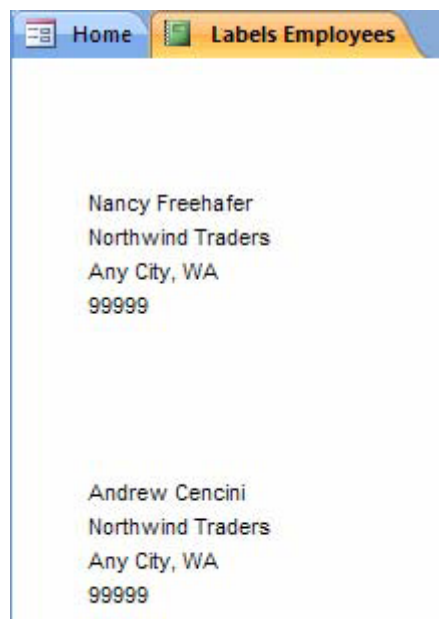 Home
Labels Employees
Nancy Freehafer
Northwind Traders
Any City, WA
99999
Andrew Cencini
Northwind Traders
Any City, WA
99999